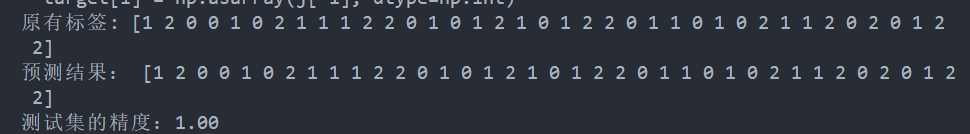 target[i] = np.asarray(j[-1], dtype=np.int)
原有标签: [1 2 0 0 1 0 2 1 1 1 2 2 0 1 0 1 2 1 0 1 2 2 0 1 1 0 1 0 2 1 1 2 0 2 0 1 2
2]
预测结果： [1 2 0 0 1 0 2 1 1 1 2 2 0 1 0 1 2 1 0 1 2 2 0 1 1 0 1 0 2 1 1 2 0 2 0 1 2
2]
测试集的精度：1.00